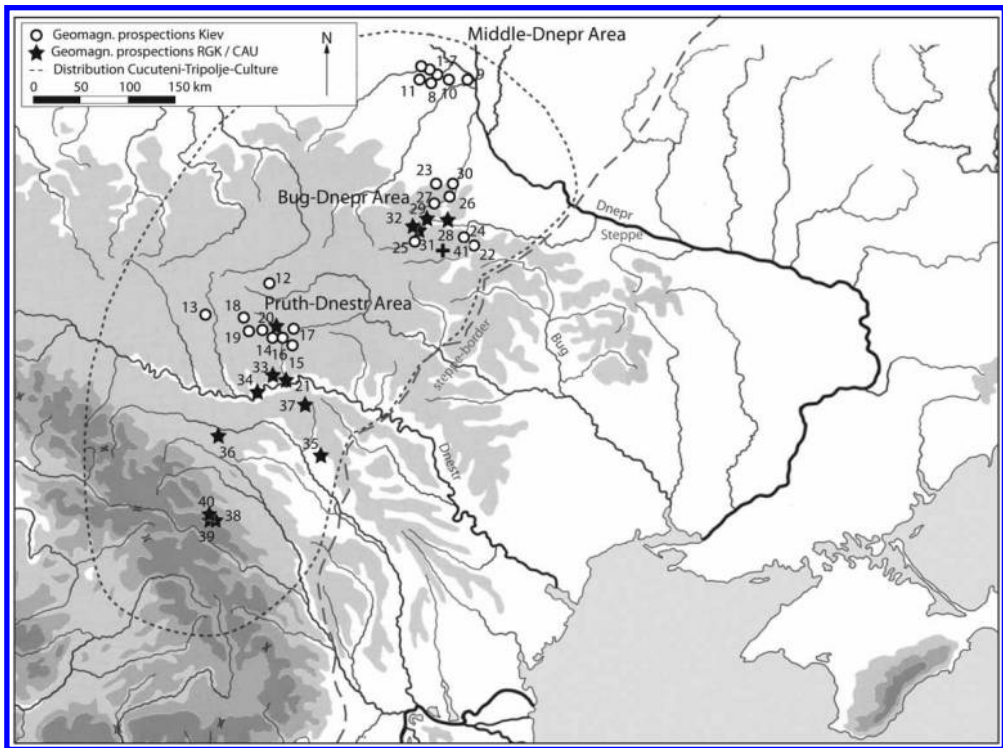 Geomagn. prospections Kiev
Geomagn. prospections RGK / CAU
Distribution Cucuteni-Tripolje-Culture
0 50 100 150 km
N
Middle-Dnepr Area
1-7
9
11
8
10
23
30
Bug-Dnepr Area
27
26
29
32
Dnepr
Steppe
28
24
25
31
41
22
12
Pruth-Dnestr Area
13
18
20
17
19
14
16
15
Bug
steppe-border
33
34
21
37
36
35
Dnestr
40
38
39